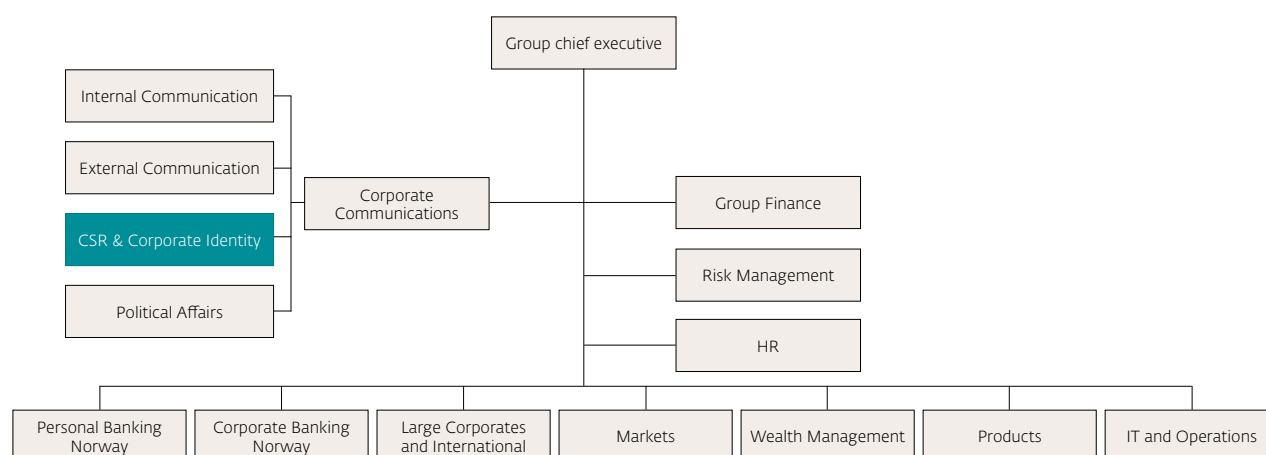 Group chief executive
Internal Communication
External Communication
Corporate
Communications
Group Finance
CSR & Corporate Identity
Risk Management
Political Affairs
HR
Personal Banking
Norway
Corporate Banking
Norway
Large Corporates
and International
Markets
Wealth Management
Products
IT and Operations